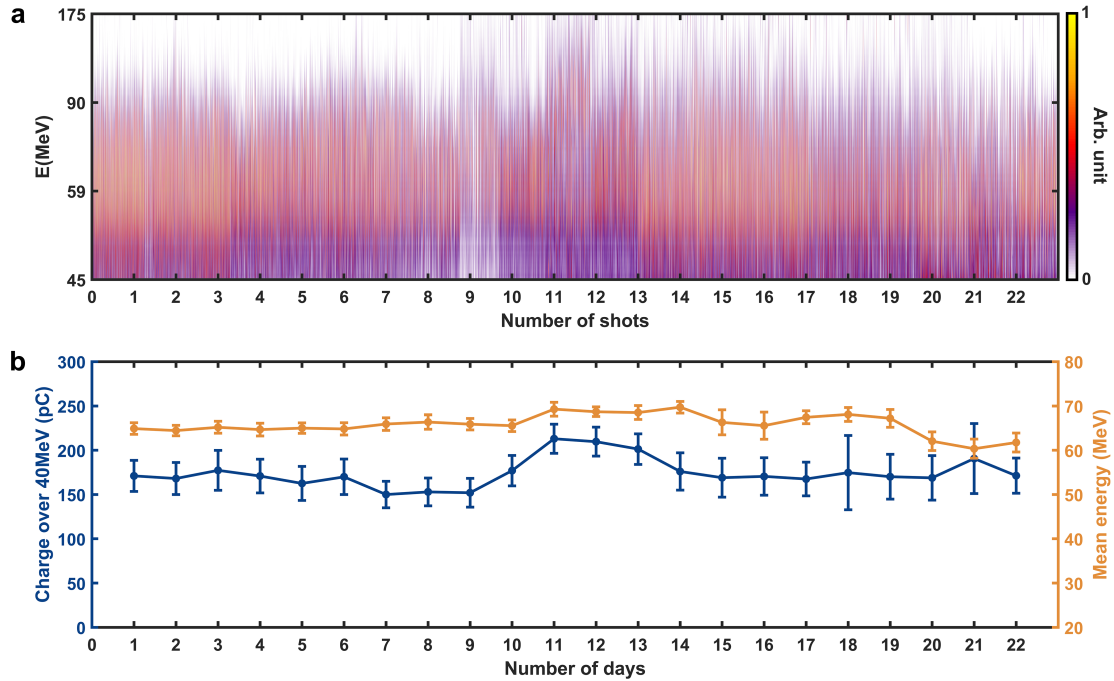 a
175
90
59
45
E(MeV)
0 1 2 3 4 5 6 7 8 9 10 11 12 13 14 15 16 17 18 19 20 21 22
Number of shots
1
0
Arb. unit
b
300
250
200
150
100
50
0
Charge over 40MeV (pC)
80
70
60
50
40
30
20
Mean energy (MeV)
0 1 2 3 4 5 6 7 8 9 10 11 12 13 14 15 16 17 18 19 20 21 22
Number of days